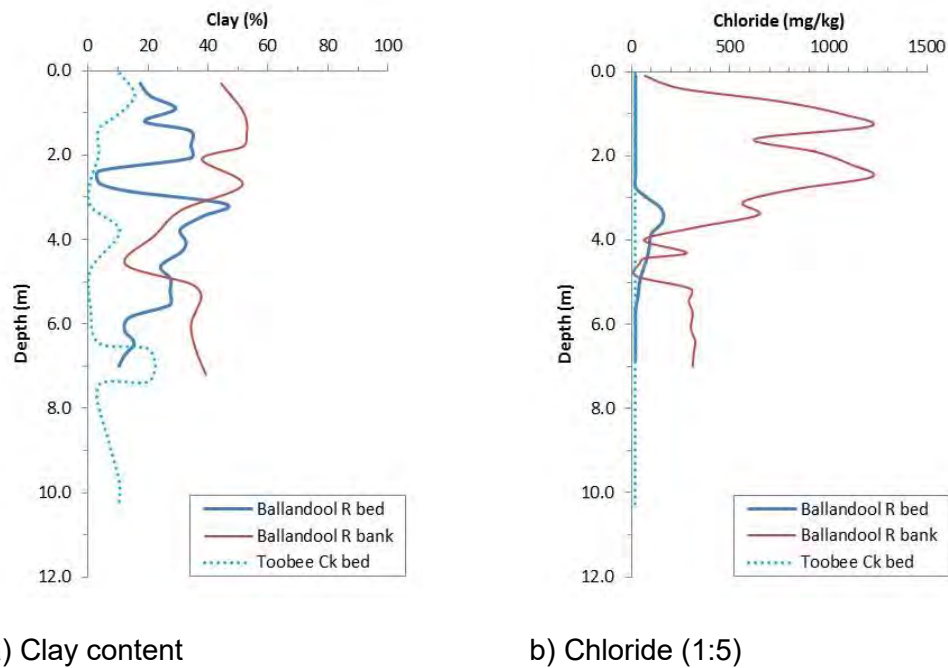 Clay (%)
0 20 40 60 80 100
0.0
2.0
4.0
6.0
8.0
10.0
12.0
Depth (m)
Ballandool R bed
Ballandool R bank
Toobee Ck bed
) Clay content
Chloride (mg/kg)
0 500 1000 1500
0.0
2.0
4.0
6.0
8.0
10.0
12.0
Depth (m)
Ballandool R bed
Ballandool R bank
Toobee Ck bed
b) Chloride (1:5)